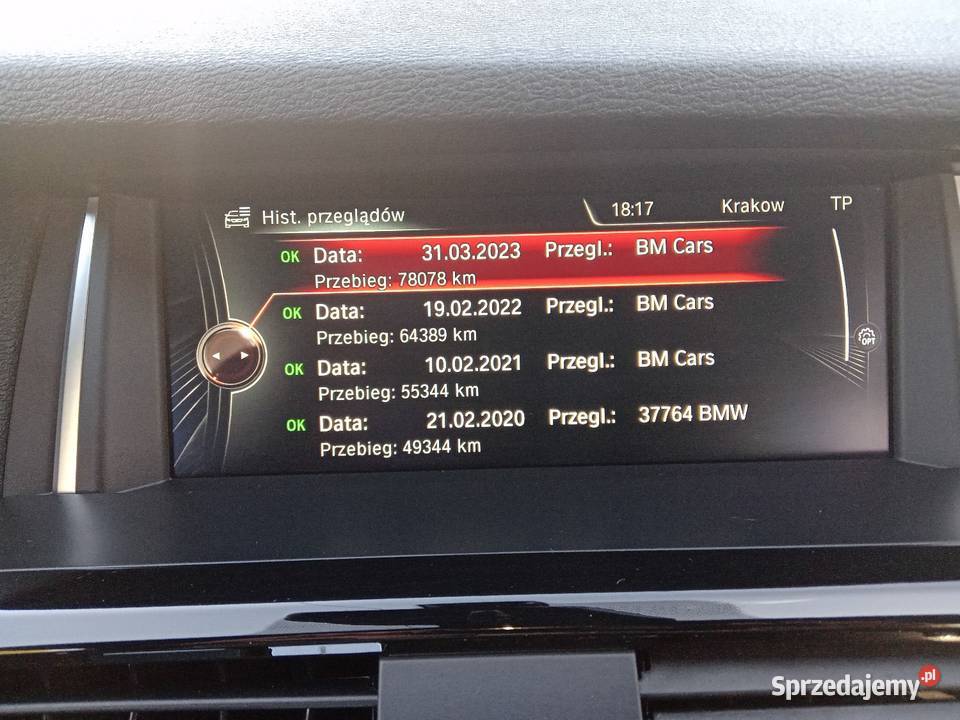 Hist. przeglądów 18:17 Krakow TP
OK Data: 31.03.2023 Przegl.: BM Cars
Przebieg: 78078 km
OK Data: 19.02.2022 Przegl.: BM Cars
Przebieg: 64389 km
OK Data: 10.02.2021 Przegl.: BM Cars
Przebieg: 55344 km
OK Data: 21.02.2020 Przegl.: 37764 BMW
Przebieg: 49344 km
OPT
Sprzedajemy.pl